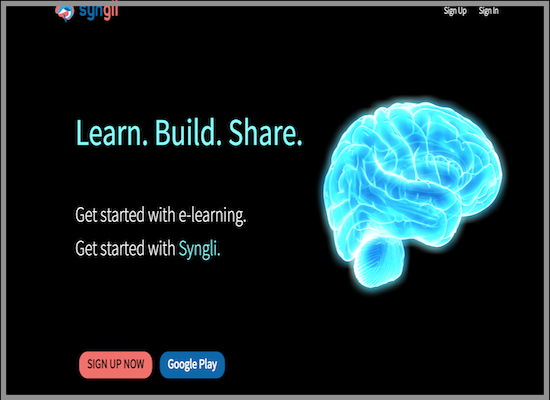 syngli
Sign Up Sign In
Learn. Build. Share.
Get started with e-learning.
Get started with Syngli.
SIGN UP NOW Google Play